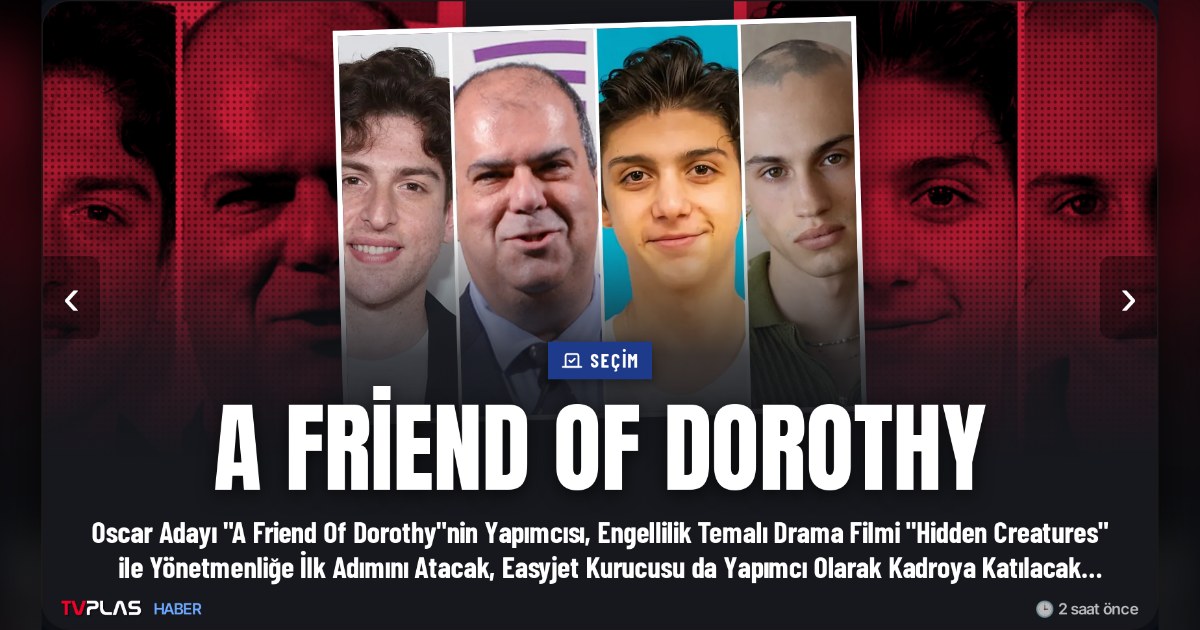 SEÇİM
A FRİEND OF DOROTHY
Oscar Adayı "A Friend Of Dorothy"nin Yapımcısı, Engellilik Temalı Drama Filmi "Hidden Creatures"
ile Yönetmenliğe İlk Adımını Atacak, Easyjet Kurucusu da Yapımcı Olarak Kadroya Katılacak...
TVPLAS HABER
2 saat önce